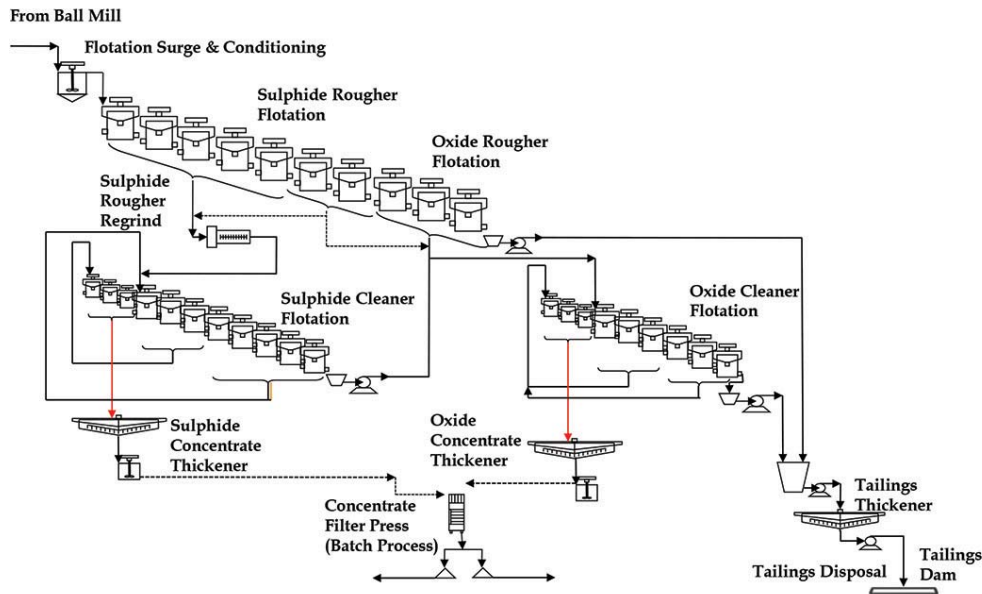 From Ball Mill
Flotation Surge & Conditioning
Sulphide Rougher
Flotation
Oxide Rougher
Flotation
Sulphide
Rougher
Regrind
Sulphide Cleaner
Flotation
Oxide Cleaner
Flotation
Sulphide
Concentrate
Thickener
Oxide
Concentrate
Thickener
Concentrate
Filter Press
(Batch Process)
Tailings
Thickener
Tailings Disposal
Tailings
Dam